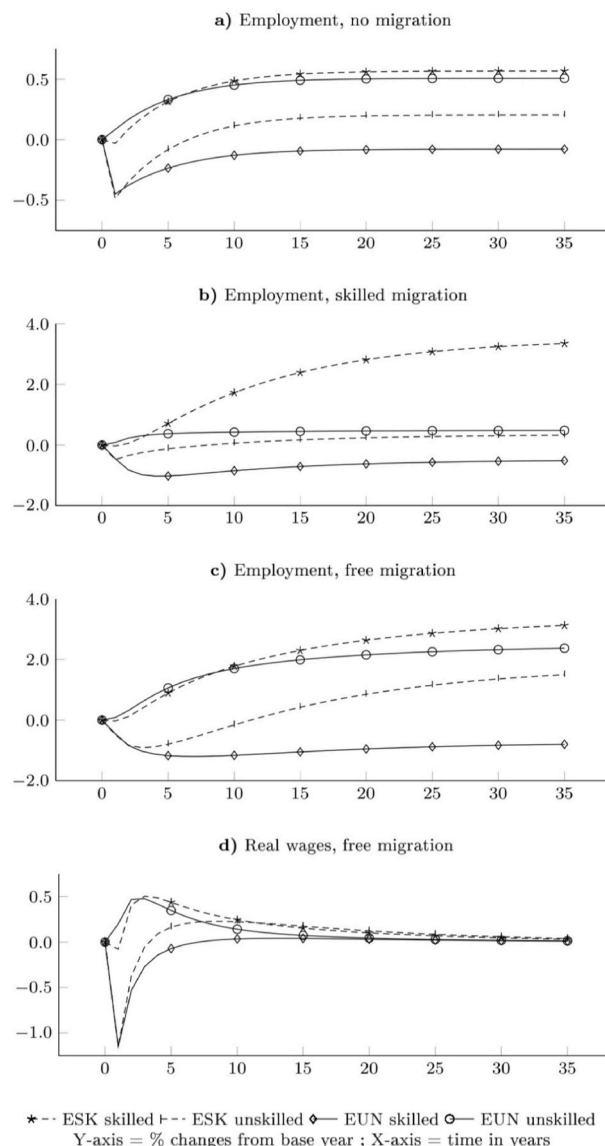 a) Employment, no migration
0.5
0.0
−0.5
0 5 10 15 20 25 30 35
b) Employment, skilled migration
4.0
2.0
0.0
−2.0
0 5 10 15 20 25 30 35
c) Employment, free migration
4.0
2.0
0.0
−2.0
0 5 10 15 20 25 30 35
d) Real wages, free migration
0.5
0.0
−0.5
−1.0
0 5 10 15 20 25 30 35
ESK skilled ESK unskilled EUN skilled EUN unskilled
Y-axis = % changes from base year ; X-axis = time in years